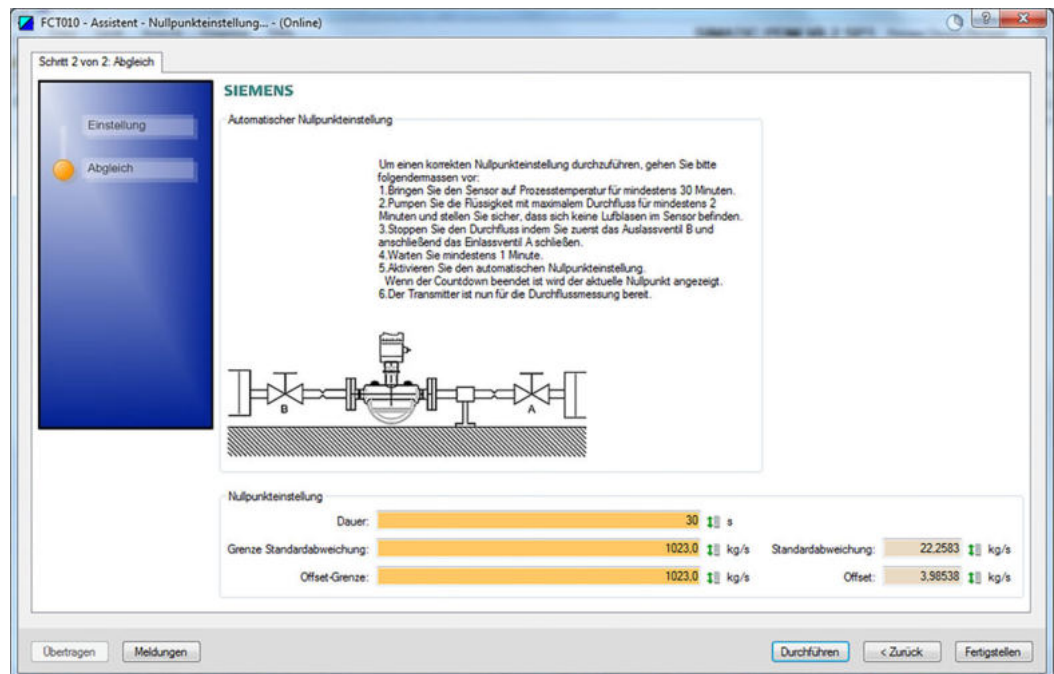 FCT010 - Assistent - Nullpunkteinstellung... - (Online)
Schritt 2 von 2: Abgleich
SIEMENS
Einstellung
Abgleich
Automatischer Nullpunkteinstellung
Um einen korrekten Nullpunkteinstellung durchzuführen, gehen Sie bitte
folgendermassen vor:
1.Bringen Sie den Sensor auf Prozesstemperatur für mindestens 30 Minuten.
2.Pumpen Sie die Flüssigkeit mit maximalem Durchfluss für mindestens 2
Minuten und stellen Sie sicher, dass sich keine Lufblasen im Sensor befinden.
3.Stoppen Sie den Durchfluss indem Sie zuerst das Auslassventil B und
anschließend das Einlassventil A schließen.
4.Warten Sie mindestens 1 Minute.
5.Aktivieren Sie den automatischen Nullpunkteinstellung.
Wenn der Countdown beendet ist wird der aktuelle Nullpunkt angezeigt.
6.Der Transmitter ist nun für die Durchflussmessung bereit.
B
A
Nullpunkteinstellung
Dauer: 30 s
Grenze Standardabweichung: 1023,0 kg/s Standardabweichung: 22,2583 kg/s
Offset-Grenze: 1023,0 kg/s Offset: 3,98538 kg/s
Übertragen Meldungen Durchführen < Zurück Fertigstellen